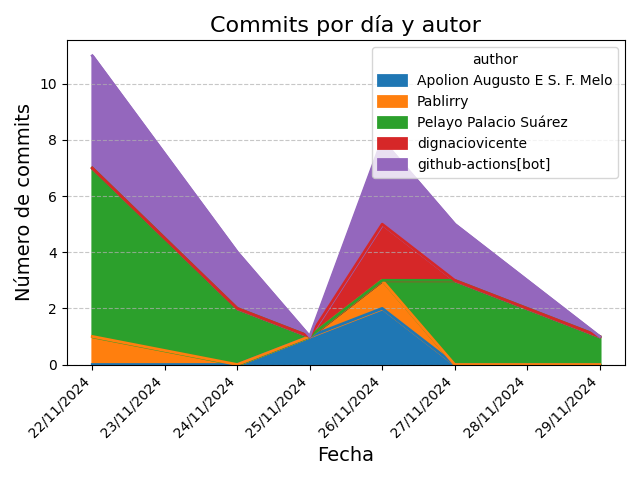 Commits por día y autor
Número de commits
10
8
6
4
2
0
author
Apolion Augusto E S. F. Melo
Pablirry
Pelayo Palacio Suárez
dignaciovicente
github-actions[bot]
22/11/2024
23/11/2024
24/11/2024
25/11/2024
26/11/2024
27/11/2024
28/11/2024
29/11/2024
Fecha